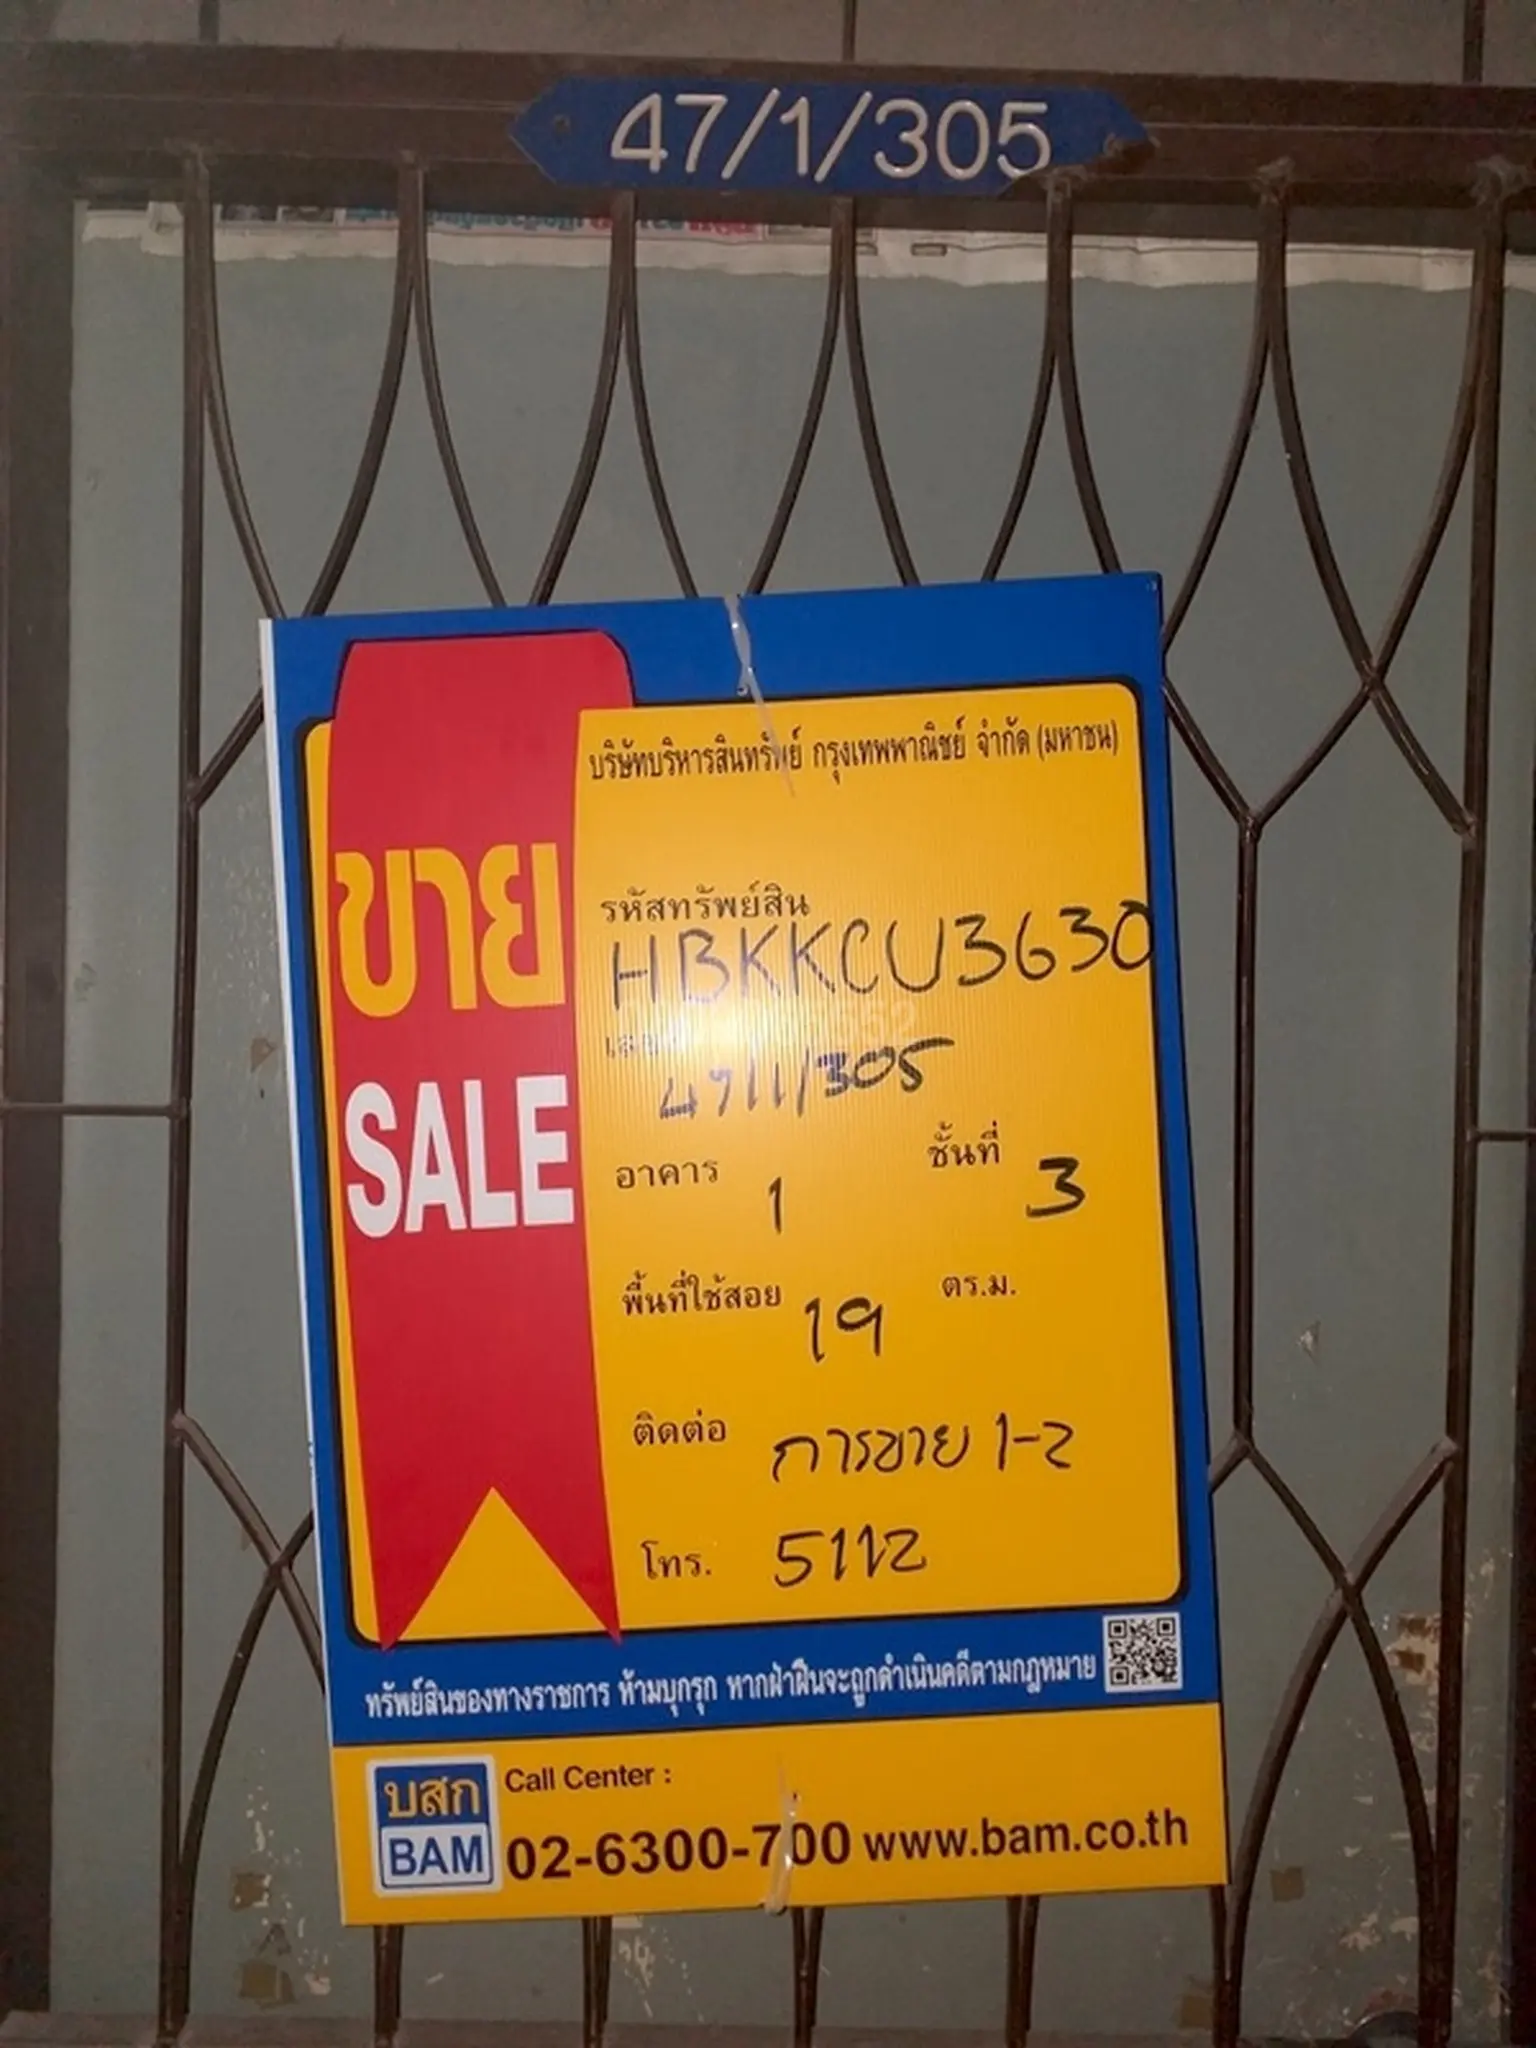 47/1/305
บริษัทบริหารสินทรัพย์ กรุงเทพพาณิชย์ จำกัด (มหาชน)
ขาย
SALE
รหัสทรัพย์สิน
HBKKCU3630
เลขที่
47/1/305
อาคาร 1 ชั้นที่ 3
พื้นที่ใช้สอย 19 ตร.ม.
ติดต่อ การขาย 1-2
โทร. 5112
ทรัพย์สินของทางราชการ ห้ามบุกรุก หากฝ่าฝืนจะถูกดำเนินคดีตามกฎหมาย
บสก
BAM
Call Center :
02-6300-700 www.bam.co.th